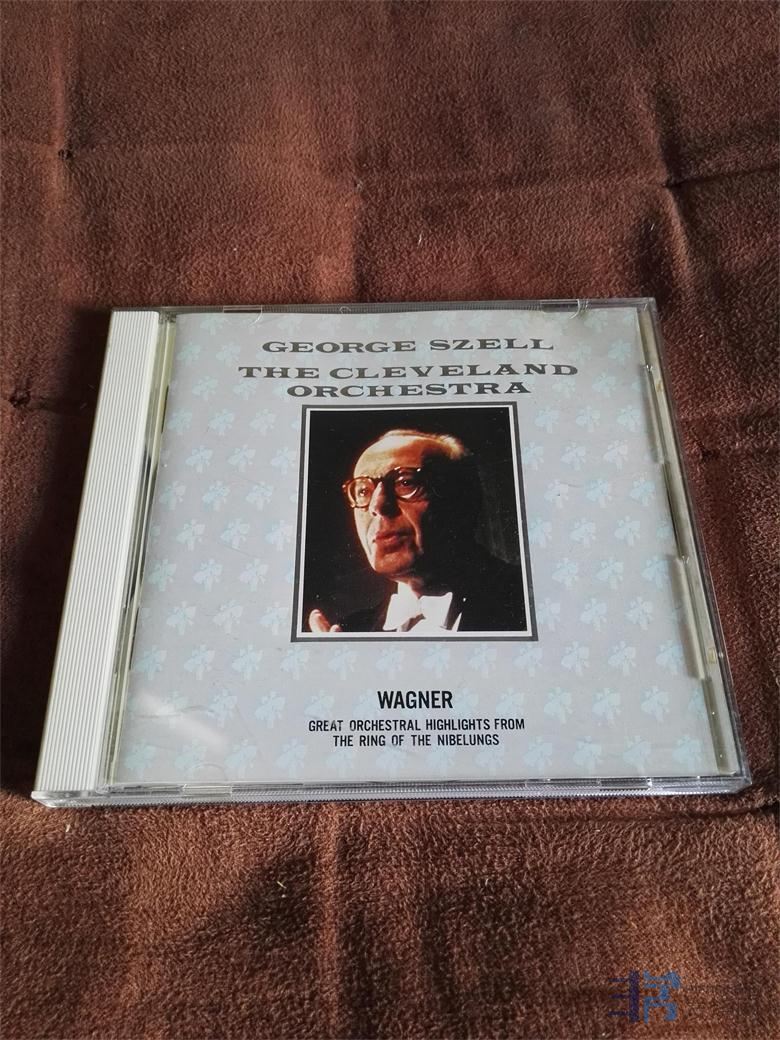 GEORGE SZELL
THE CLEVELAND
ORCHESTRA
WAGNER
GREAT ORCHESTRAL HIGHLIGHTS FROM
THE RING OF THE NIBELUNGS